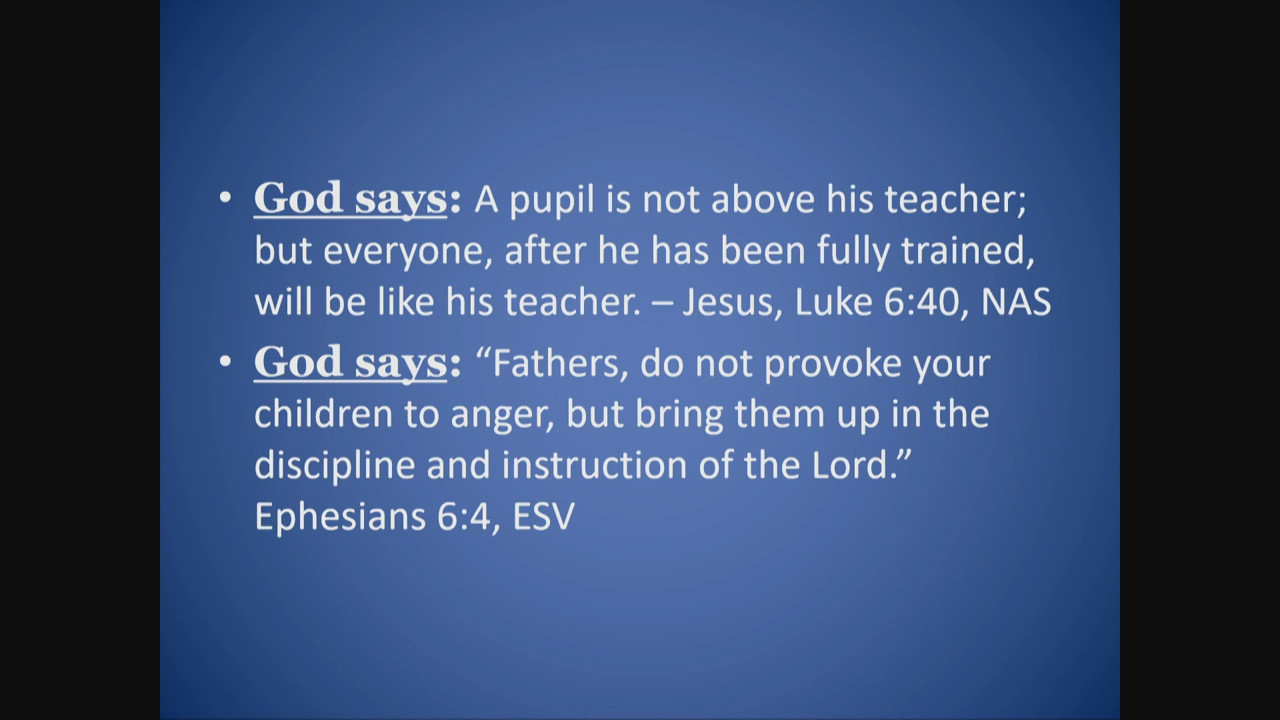 • God says: A pupil is not above his teacher;
but everyone, after he has been fully trained,
will be like his teacher. – Jesus, Luke 6:40, NAS
• God says: “Fathers, do not provoke your
children to anger, but bring them up in the
discipline and instruction of the Lord.”
Ephesians 6:4, ESV